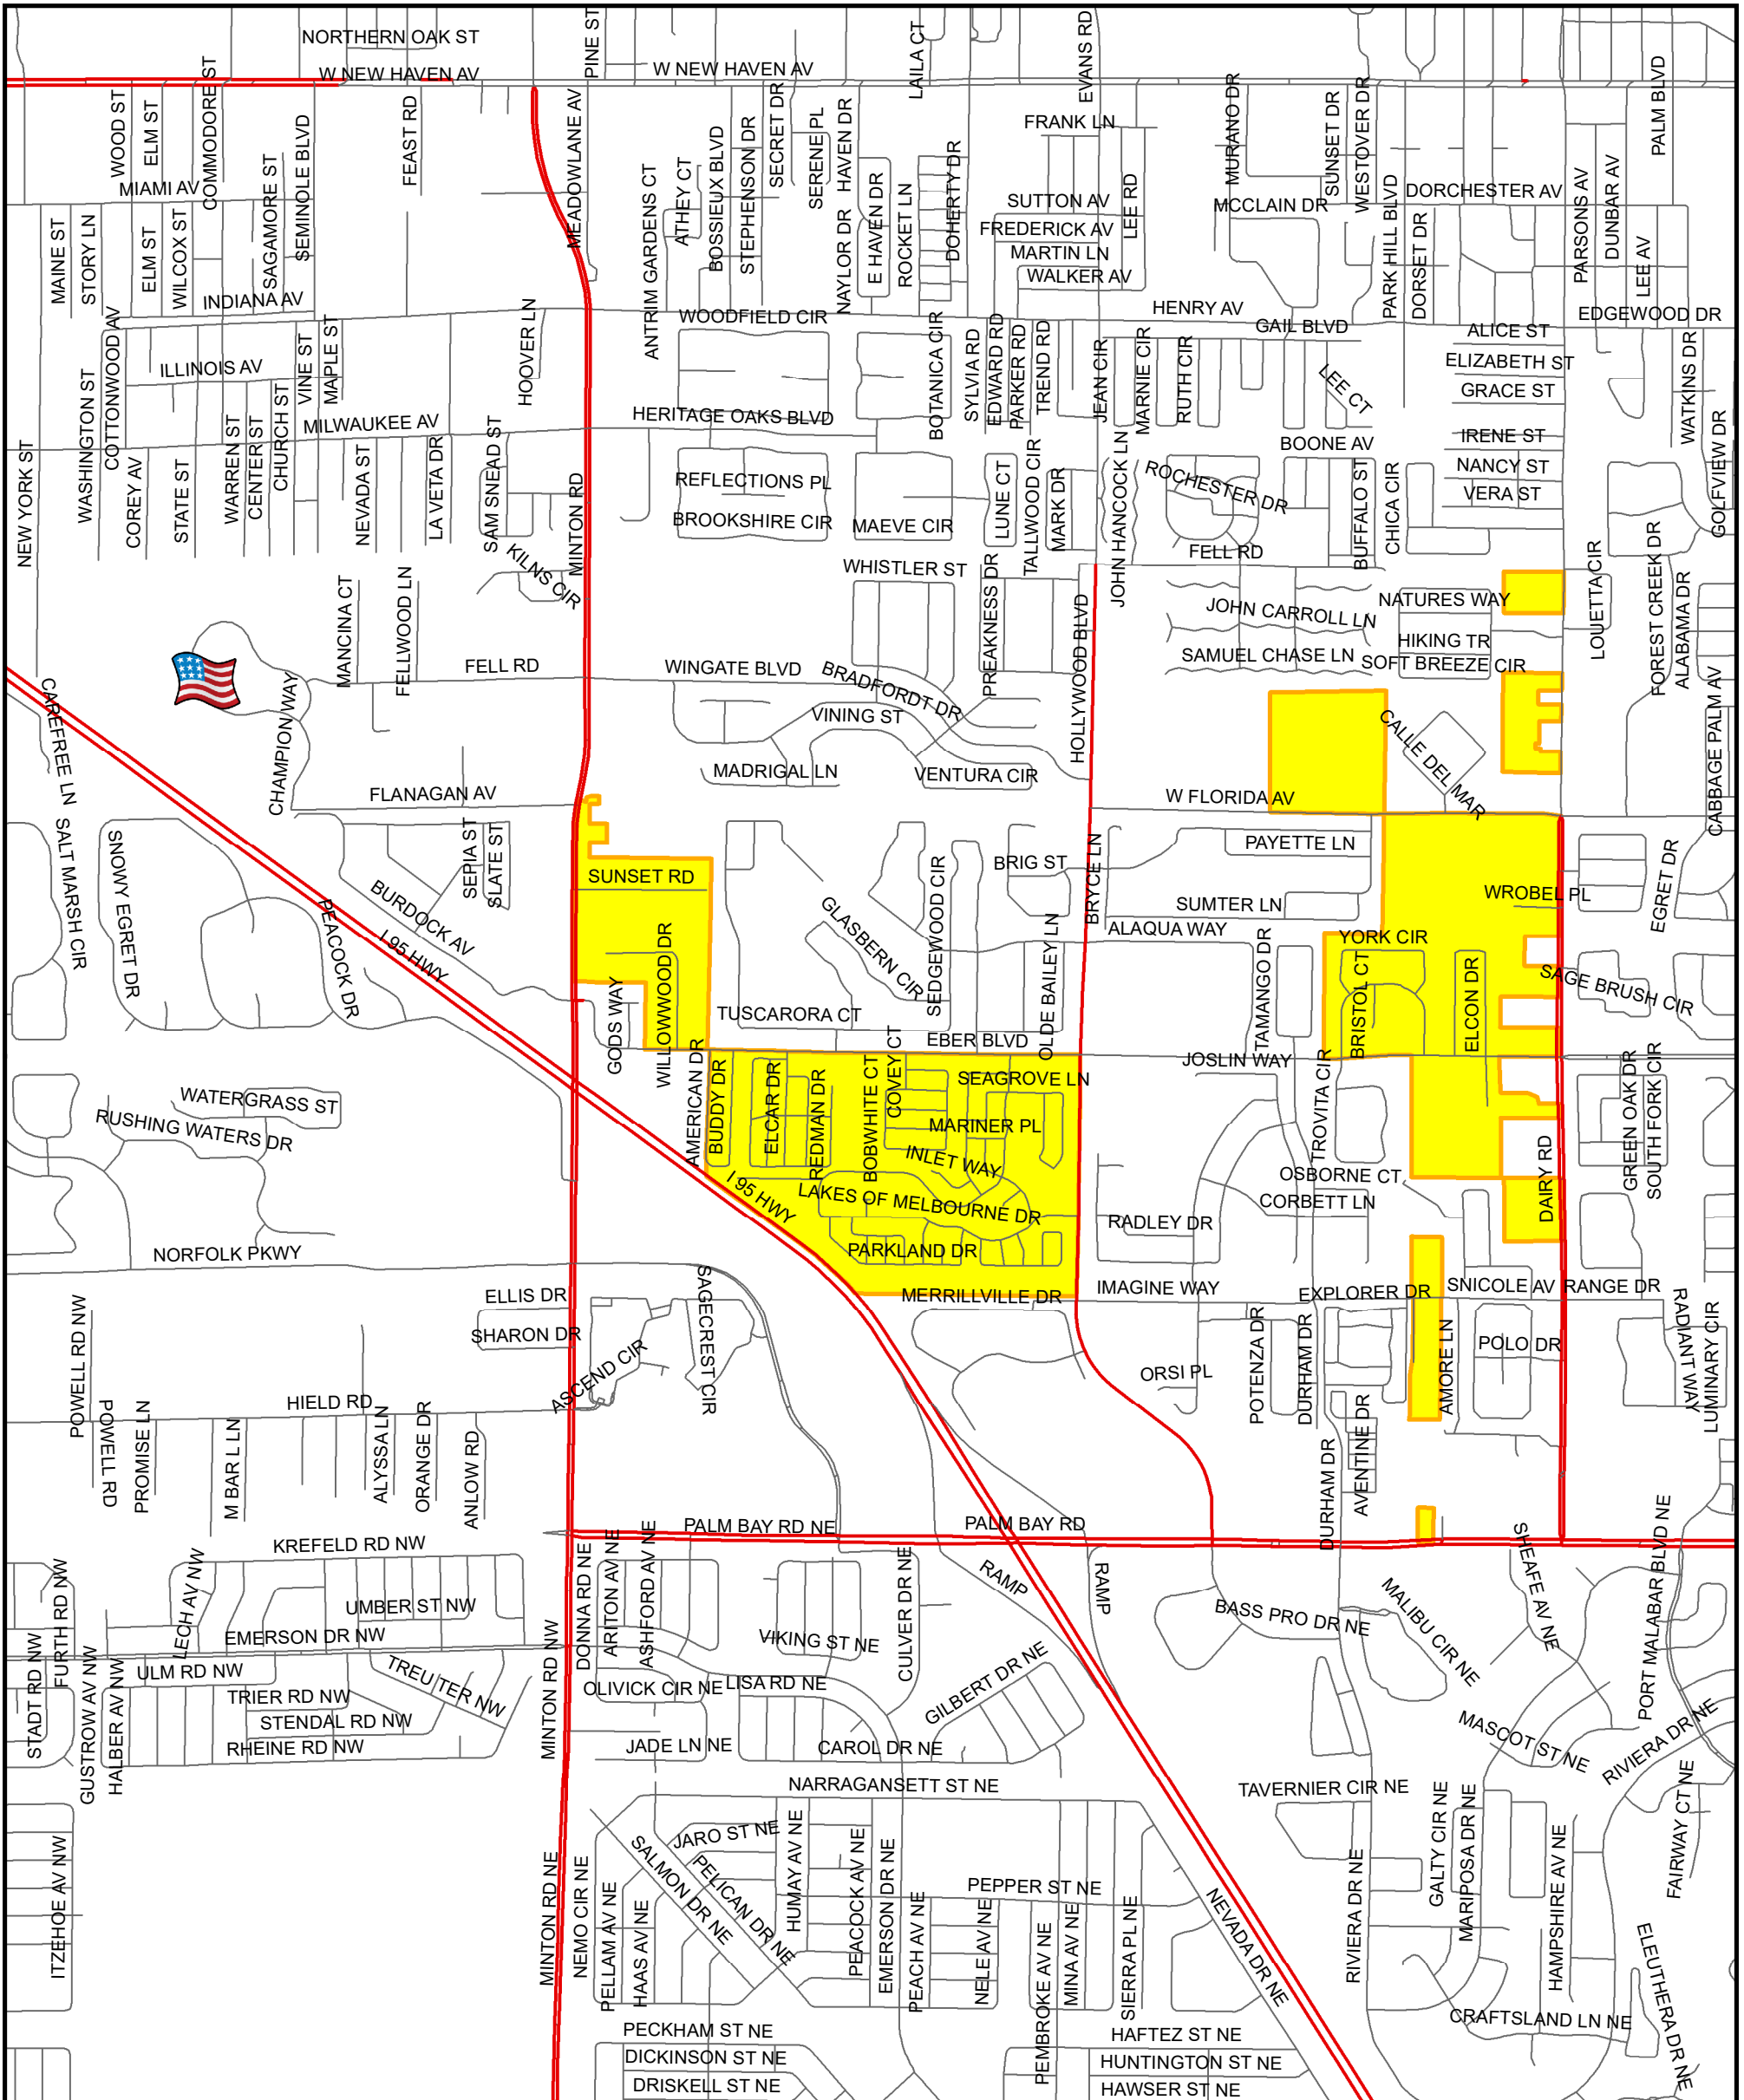 NORTHERN OAK ST
PINE ST
W NEW HAVEN AV
W NEW HAVEN AV
LAILA CT
EVANS RD
PALM BLVD
WOOD ST
ELM ST
COMMODORE ST
FEAST RD
MEADOWLANE AV
SECRET DR
SERENE PL
HAVEN DR
FRANK LN
MURANO DR
SUNSET DR
WESTOVER DR
SAGAMORE ST
SEMINOLE BLVD
MIAMI AV
ANTRIM GARDENS CT
ATHEY CT
BOSSIEUX BLVD
STEPHENSON DR
NAYLOR DR
E HAVEN DR
ROCKET LN
DOHERTY DR
SUTTON AV
FREDERICK AV
MARTIN LN
WALKER AV
LEE RD
MCCLAIN DR
PARK HILL BLVD
DORCHESTER AV
DORSET DR
PARSONS AV
DUNBAR AV
LEE AV
MAINE ST
STORY LN
ELM ST
WILCOX ST
INDIANA AV
HOOVER LN
WOODFIELD CIR
HENRY AV
GAIL BLVD
EDGEWOOD DR
ALICE ST
ELIZABETH ST
GRACE ST
COTTONWOOD AV
ILLINOIS AV
VINE ST
MAPLE ST
BOTANICA CIR
SYLVIA RD
EDWARD RD
PARKER RD
TREND RD
JEAN CIR
MARNIE CIR
RUTH CIR
LEE CT
WATKINS DR
WASHINGTON ST
WARREN ST
CENTER ST
CHURCH ST
MILWAUKEE AV
HERITAGE OAKS BLVD
BOONE AV
IRENE ST
NANCY ST
VERA ST
GOLFVIEW DR
NEW YORK ST
COREY AV
STATE ST
NEVADA ST
LA VETA DR
SAM SNEAD ST
MINTON RD
REFLECTIONS PL
BROOKSHIRE CIR
MAEVE CIR
LUNE CT
TALLWOOD CIR
MARK DR
JOHN HANCOCK LN
ROCHESTER DR
BUFFALO ST
CHICA CIR
FELL RD
KILNS CIR
WHISTLER ST
PREAKNESS DR
HOLLYWOOD BLVD
JOHN CARROLL LN
NATURES WAY
HIKING TR
SAMUEL CHASE LN
SOFT BREEZE CIR
LOUETTA CIR
FOREST CREEK DR
ALABAMA DR
MANCINA CT
FELLWOOD LN
FELL RD
WINGATE BLVD
BRADFORDT DR
VINING ST
CAREFREE LN
CHAMPION WAY
MADRIGAL LN
VENTURA CIR
CALLE DEL MAR
CABBAGE PALM AV
FLANAGAN AV
W FLORIDA AV
SALT MARSH CIR
SNOWY EGRET DR
SEPIA ST
SLATE ST
PAYETTE LN
BRIG ST
BRYCE LN
SUNSET RD
BURDOCK AV
PEACOCK DR
I 95 HWY
GLASBERN CIR
SEDGEWOOD CIR
OLDE BAILEY LN
SUMTER LN
ALAQUA WAY
WROBEL PL
EGRET DR
WILLOWWOOD DR
GODS WAY
TUSCARORA CT
TAMANGO DR
YORK CIR
BRISTOL CT
ELCON DR
SAGE BRUSH CIR
EBER BLVD
JOSLIN WAY
AMERICAN DR
BUDDY DR
ELCAR DR
REDMAN DR
BOBWHITE CT
COVEY CT
SEAGROVE LN
MARINER PL
INLET WAY
TROVITA CIR
GREEN OAK DR
SOUTH FORK CIR
WATERGRASS ST
RUSHING WATERS DR
I 95 HWY
LAKES OF MELBOURNE DR
PARKLAND DR
RADLEY DR
OSBORNE CT
CORBETT LN
DAIRY RD
NORFOLK PKWY
SAGECREST CIR
MERRILLVILLE DR
IMAGINE WAY
EXPLORER DR
SNICOLE AV
RANGE DR
ELLIS DR
SHARON DR
ASCEND CIR
ORSI PL
POTENZA DR
DURHAM DR
AMORE LN
POLO DR
RADIANT WAY
LUMINARY CIR
POWELL RD NW
POWELL RD
PROMISE LN
M BAR L LN
HIELD RD
ALYSSA LN
ORANGE DR
ANLOW RD
DURHAM DR
AVENTINE DR
PALM BAY RD NE
PALM BAY RD
KREFELD RD NW
FURTH RD NW
LECH AV NW
UMBER ST NW
EMERSON DR NW
DONNA RD NE
ARITON AV NE
ASHFORD AV NE
VIKING ST NE
CULVER DR NE
RAMP
RAMP
BASS PRO DR NE
MALIBU CIR NE
SHEAFE AV NE
PORT MALABAR BLVD NE
STADT RD NW
GUSTROW AV NW
HALBER AV NW
ULM RD NW
TRIER RD NW
STENDAL RD NW
RHEINE RD NW
TREUTER NW
MINTON RD NW
OLIVICK CIR NE
LISA RD NE
JADE LN NE
CAROL DR NE
GILBERT DR NE
MASCOT ST NE
RIVIERA DR NE
NARRAGANSETT ST NE
TAVERNIER CIR NE
FAIRWAY CT NE
ITZEHOE AV NW
MINTON RD NE
NEMO CIR NE
PELLAM AV NE
HAAS AV NE
JARO ST NE
SALMON DR NE
PELICAN DR NE
HUMAY AV NE
PEACOCK AV NE
EMERSON DR NE
PEACH AV NE
PEPPER ST NE
NELE AV NE
PEMBROKE AV NE
MINA AV NE
SIERRA PL NE
NEVADA DR NE
RIVIERA DR NE
GALTY CIR NE
MARIPOSA DR NE
HAMPSHIRE AV NE
ELEUTHERA DR NE
CRAFTSLAND LN NE
PECKHAM ST NE
DICKINSON ST NE
DRISKELL ST NE
HAFTEZ ST NE
HUNTINGTON ST NE
HAWSER ST NE